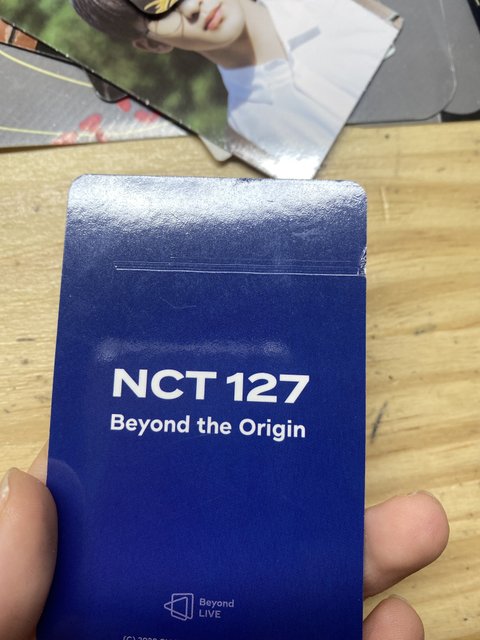 NCT 127
Beyond the Origin
Beyond
LIVE